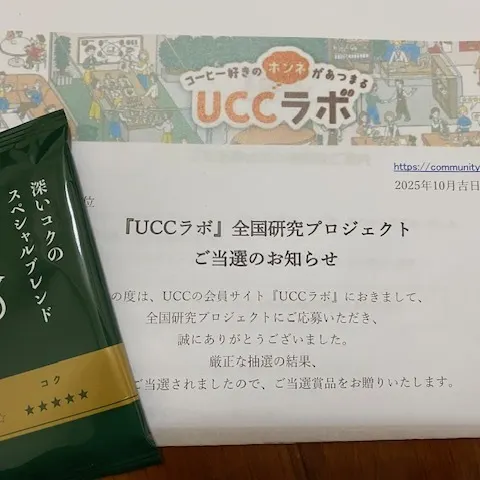 コーヒー好きの
ホンネ
があつまる
UCCラボ
https://community
2025年10月吉日
位
『UCCラボ』全国研究プロジェクト
ご当選のお知らせ
の度は、UCCの会員サイト『UCCラボ』におきまして、
全国研究プロジェクトにご応募いただき、
誠にありがとうございました。
厳正な抽選の結果、
ご当選されましたので、ご当選賞品をお贈りいたします。
深いコクの
スペシャルブレンド
コク
★★★★★